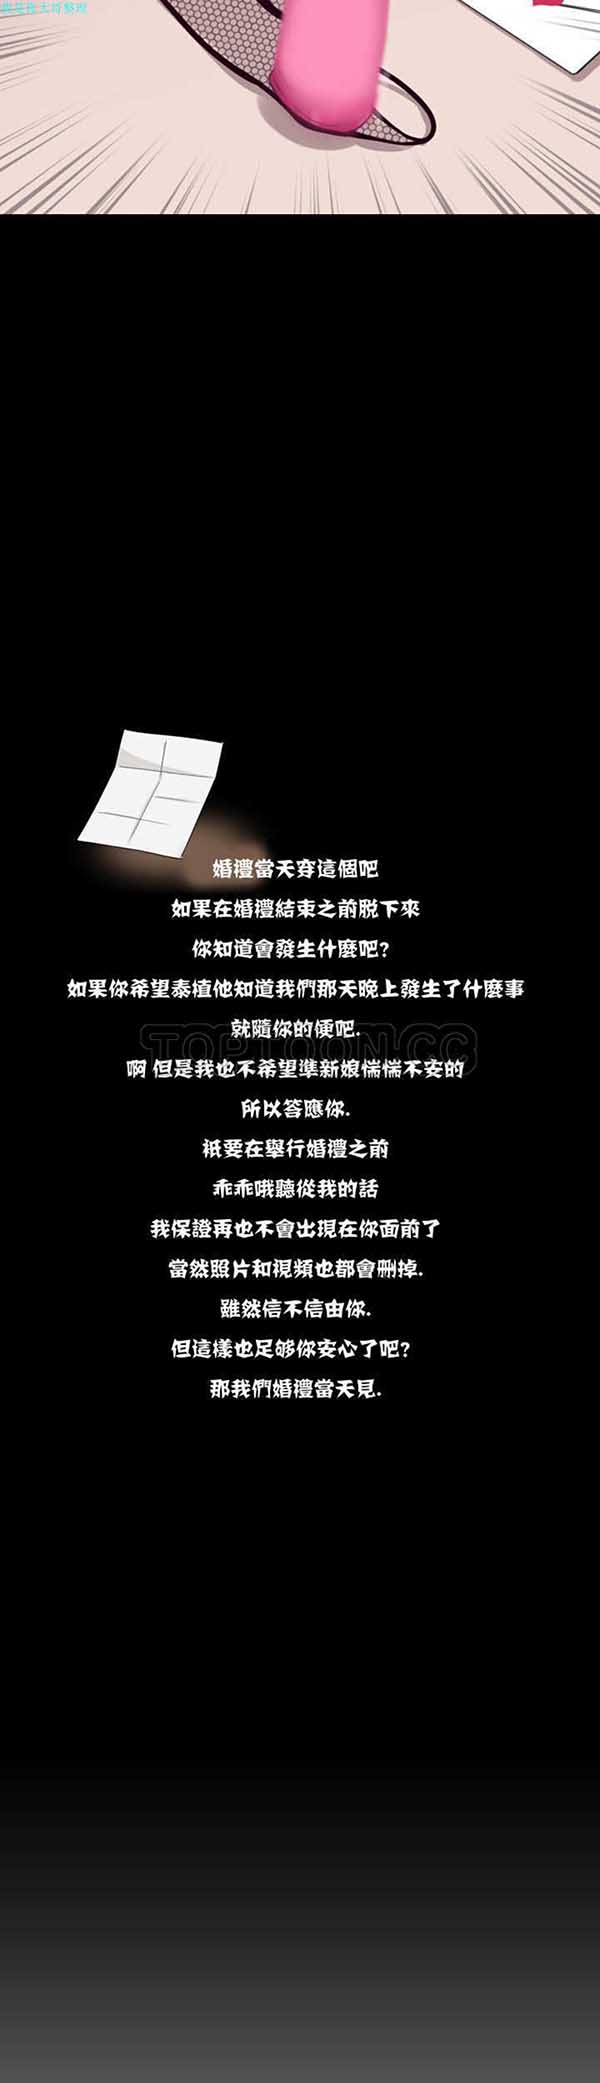 婚禮當天穿這個吧
如果在婚禮結束之前脫下來
你知道會發生什麼吧?
如果你希望泰植他知道我們那天晚上發生了什麼事
就隨你的便吧.
TOPTOON.CC
啊 但是我也不希望準新娘惴惴不安的
所以答應你.
祇要在舉行婚禮之前
乖乖哦聽從我的話
我保證再也不會出現在你面前了
當然照片和視頻也都會刪掉.
雖然信不信由你.
但這樣也足够你安心了吧?
那我們婚禮當天見.